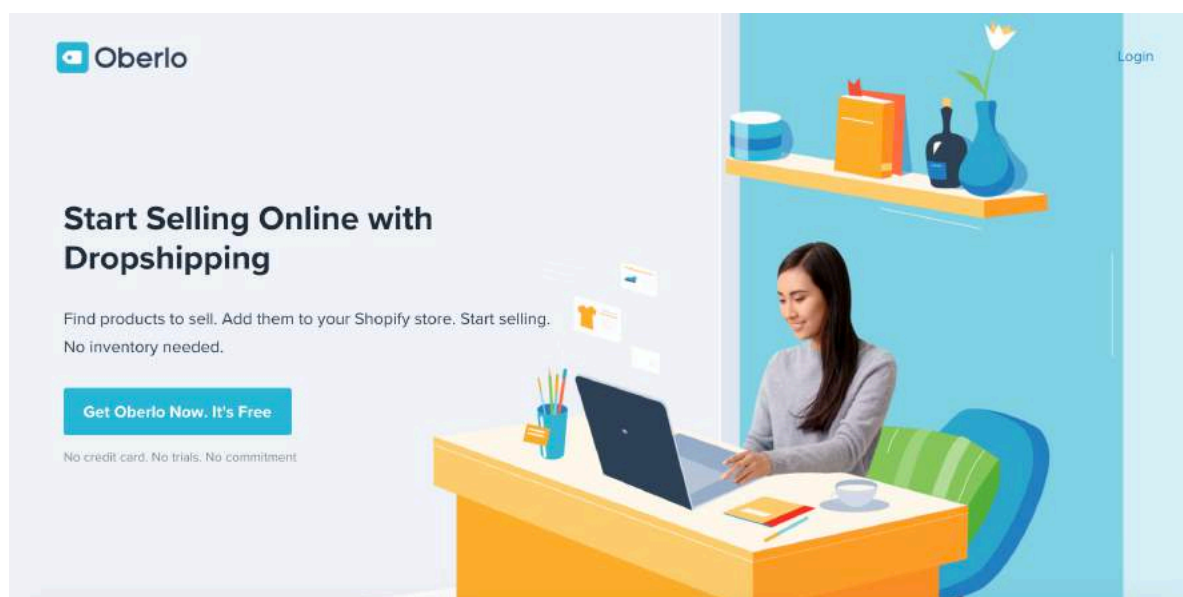 Oberlo
Login
Start Selling Online with
Dropshipping
Find products to sell. Add them to your Shopify store. Start selling.
No inventory needed.
Get Oberlo Now. It's Free
No credit card. No trials. No commitment